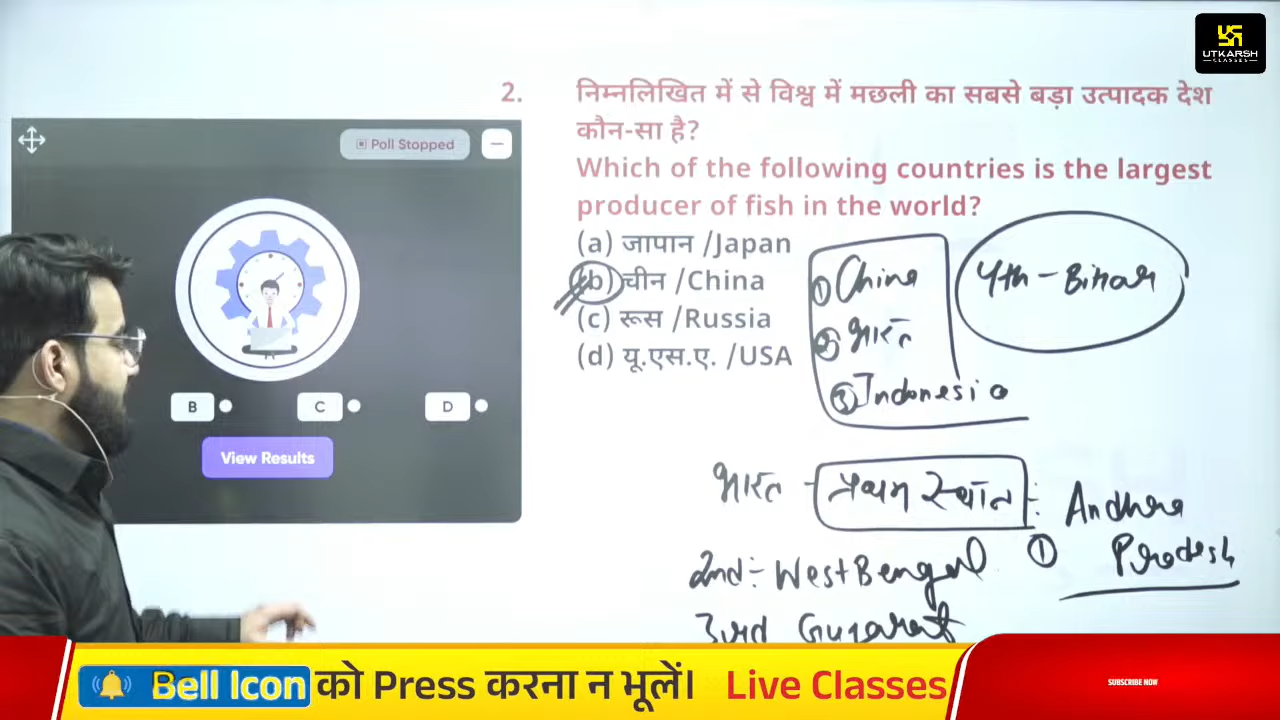 UTKARSH
CLASSES
2. निम्नलिखित में से विश्व में मछली का सबसे बड़ा उत्पादक देश
कौन-सा है?
Which of the following countries is the largest
producer of fish in the world?
(a) जापान /Japan
(b) चीन /China
(c) रूस /Russia
(d) यू.एस.ए. /USA
① China
② भारत
③ Indonesia
4th - Bihar
भारत - प्रथम स्थान :- Andhra
① Pradesh
2nd :- West Bengal
3rd Gujarat
Poll Stopped
B
C
D
View Results
Bell Icon को Press करना न भूलें। Live Classes
SUBSCRIBE NOW